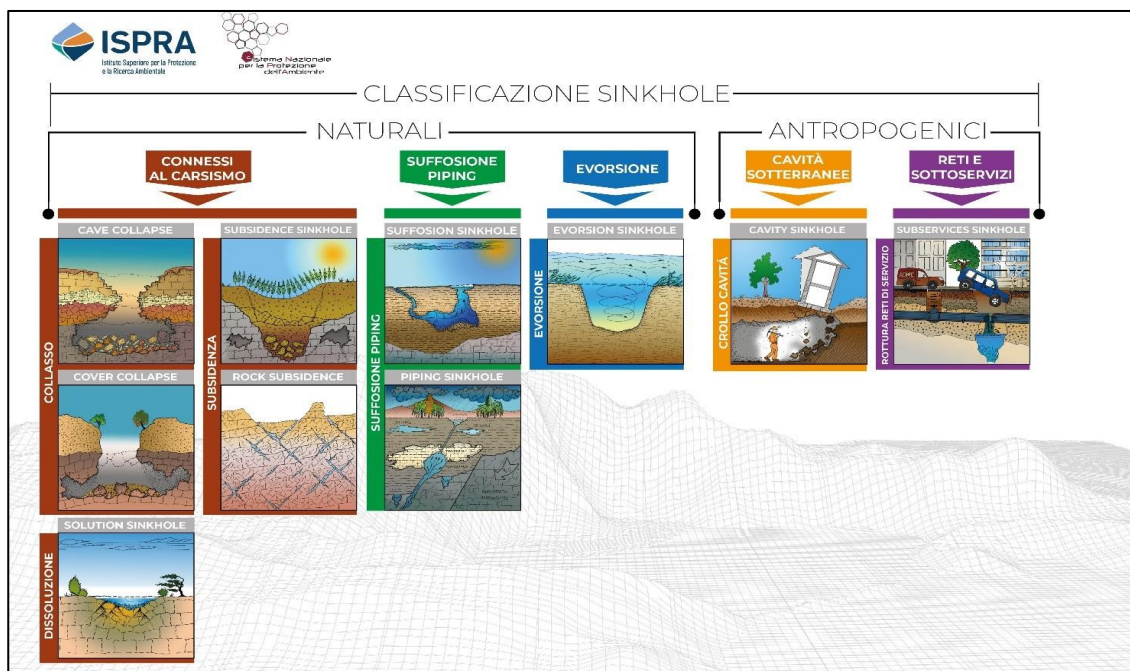 ISPRA
Istituto Superiore per la Protezione
e la Ricerca Ambientale
Sistema Nazionale
per la Protezione
dell'Ambiente
CLASSIFICAZIONE SINKHOLE
NATURALI
ANTROPOGENICI
CONNESSI
AL CARSISMO
SUFFOSIONE
PIPING
EVORSIONE
CAVITÀ
SOTTERRANEE
RETI E
SOTTOSERVIZI
COLLASSO
CAVE COLLAPSE
COVER COLLAPSE
SUBSIDENZA
SUBSIDENCE SINKHOLE
ROCK SUBSIDENCE
SUFFOSIONE PIPING
SUFFOSION SINKHOLE
PIPING SINKHOLE
EVORSIONE
EVORSION SINKHOLE
CROLLO CAVITÀ
CAVITY SINKHOLE
ROTTURA RETI DI SERVIZIO
SUBSERVICES SINKHOLE
ACME
DISSOLUZIONE
SOLUTION SINKHOLE